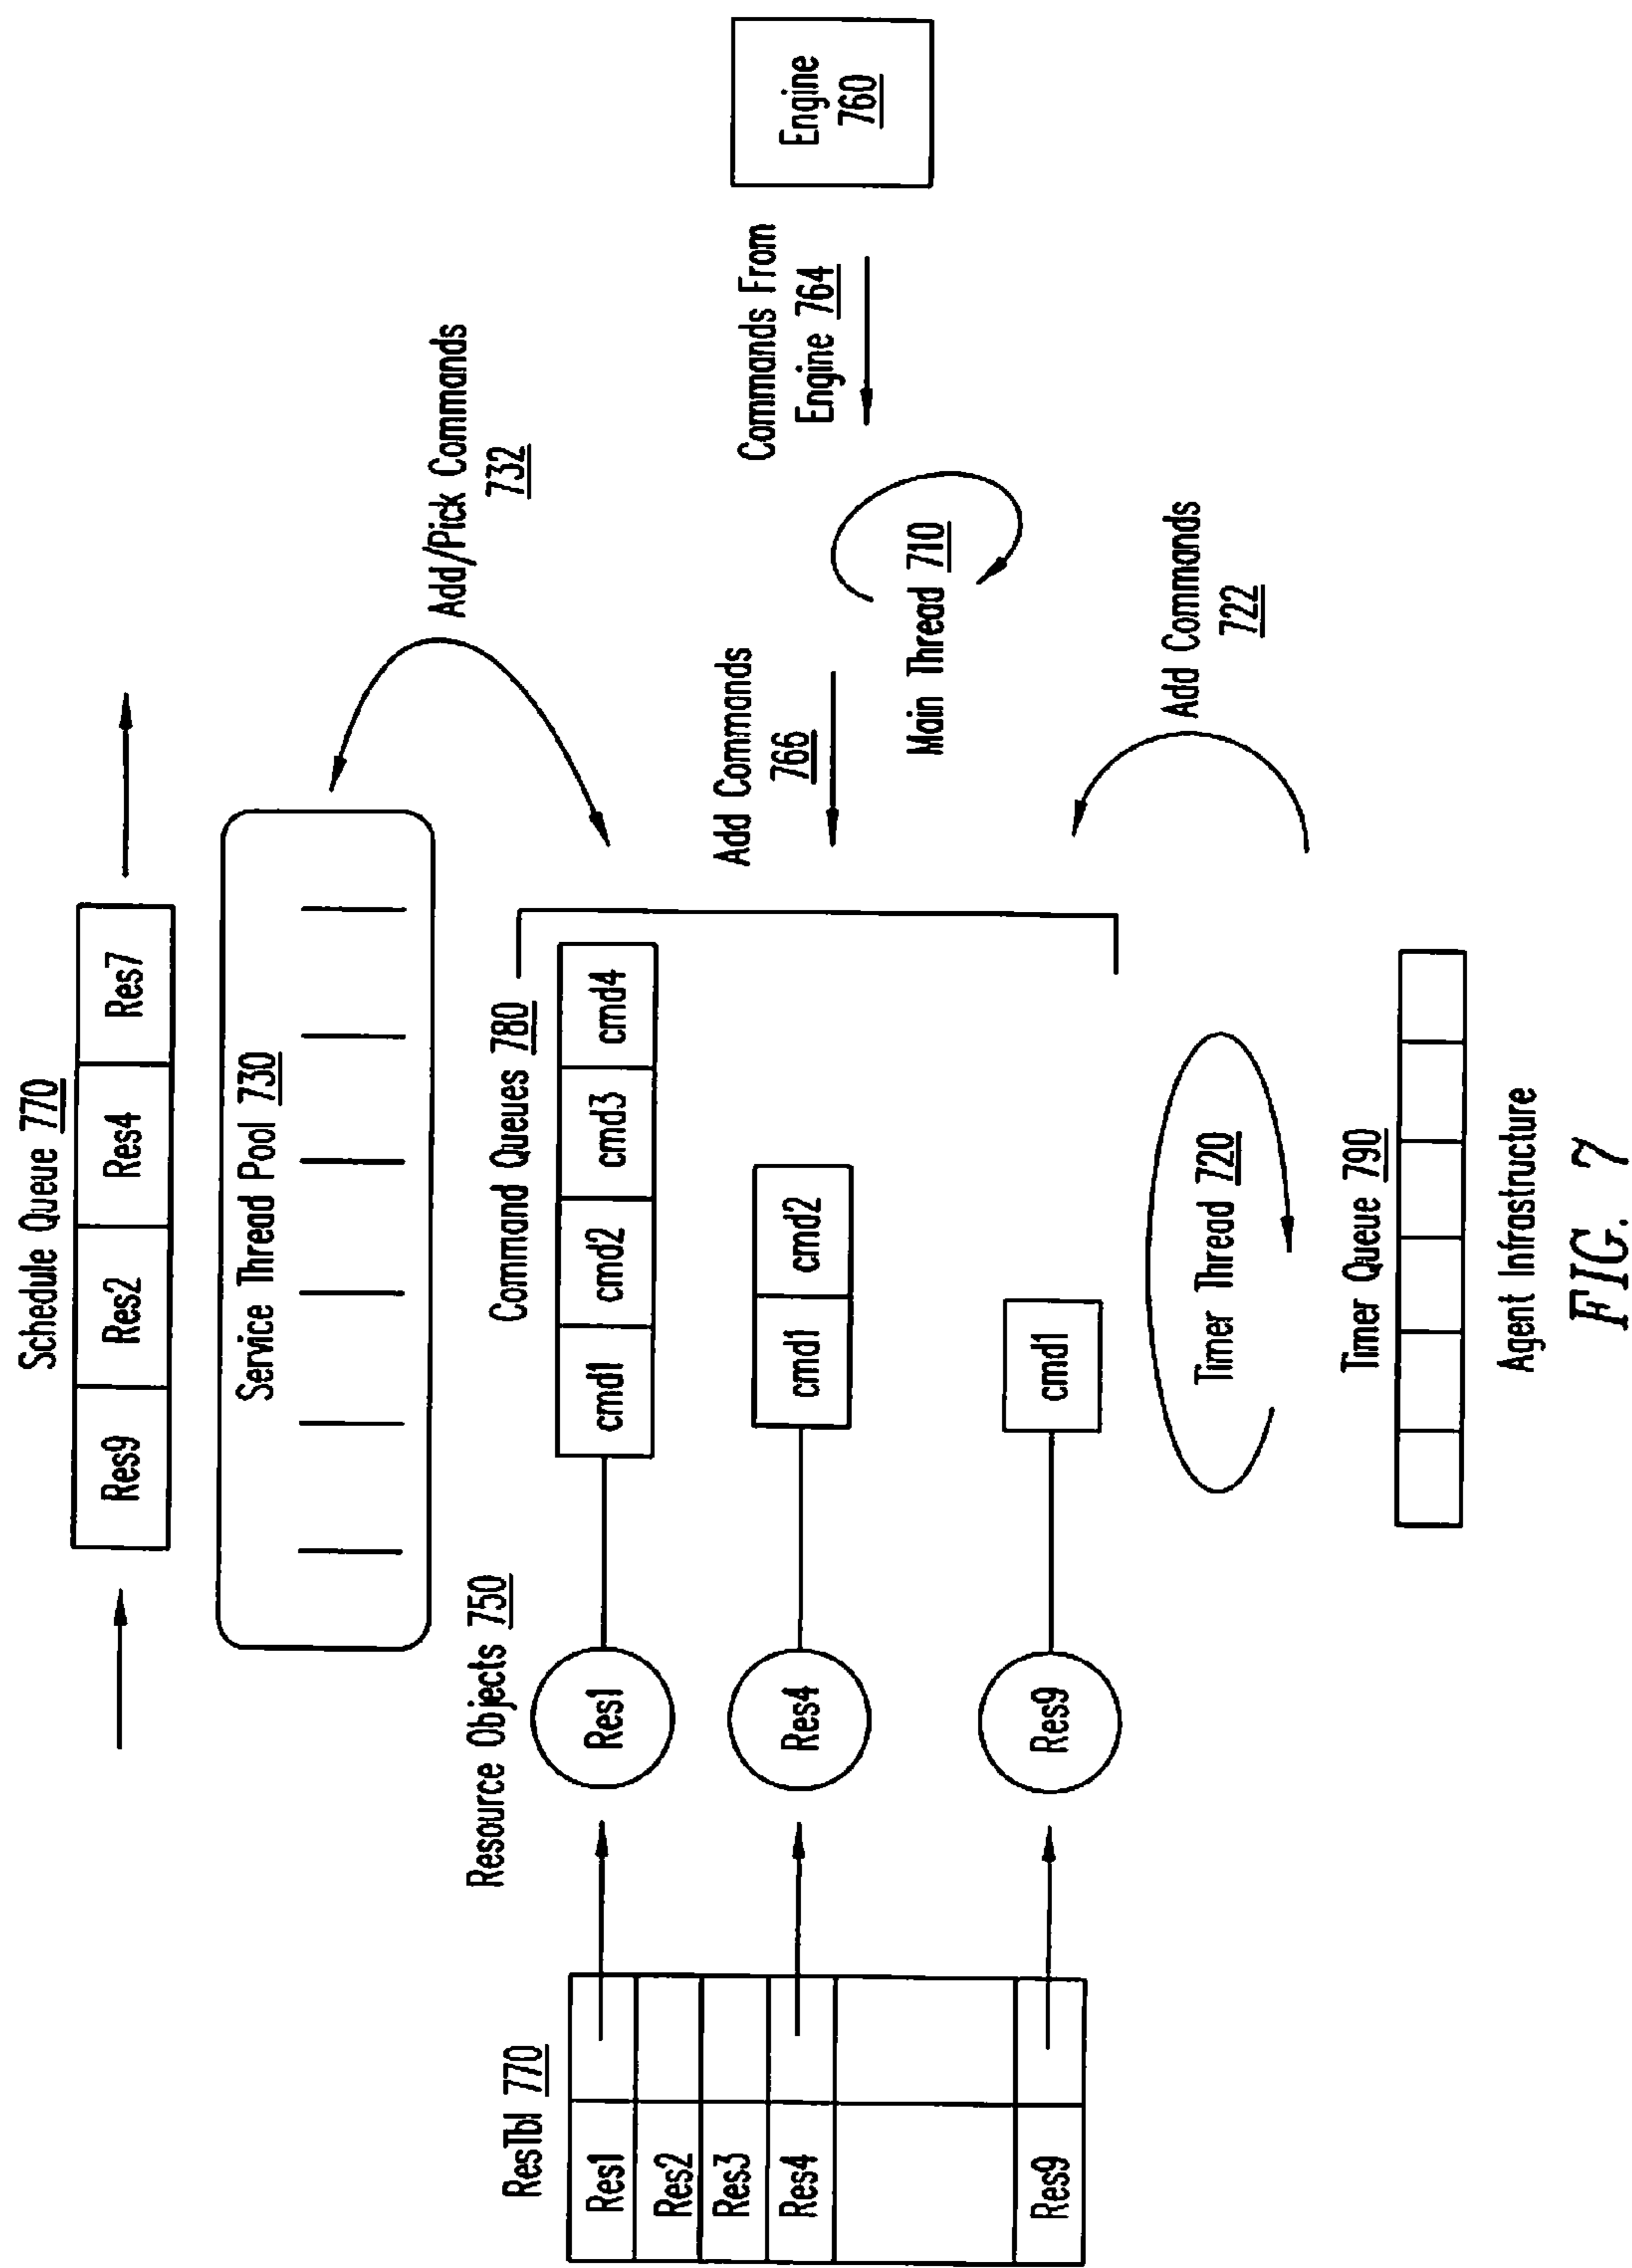 Schedule Queue 770
Res9
Res2
Res4
Res7
Service Thread Pool 730
Add/Pick Commands
732
ResTbl 770
Resource Objects 750
Command Queues 780
Res1
Res2
Res3
Res4
Res9
Res1
cmd1
cmd2
cmd3
cmd4
Res4
cmd1
cmd2
Res9
cmd1
Add Commands
766
Commands From
Engine 764
Engine
760
Main Thread 710
Add Commands
722
Timer Thread 720
Timer Queue 790
Agent Infrastructure
FIG. 7